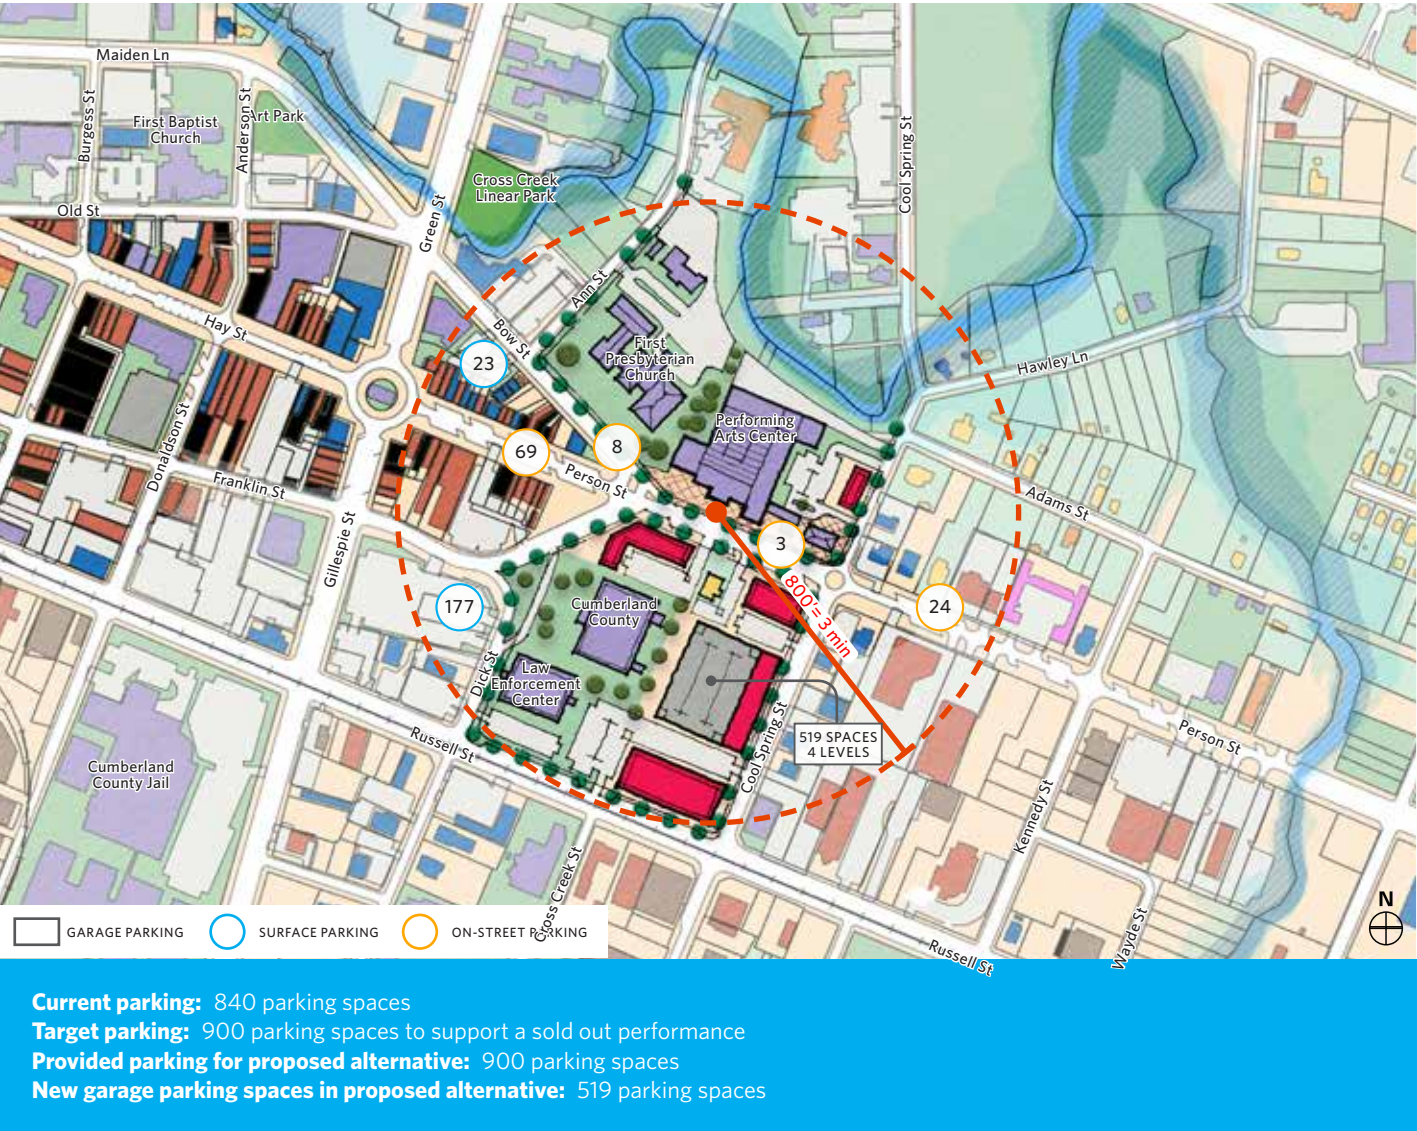 Maiden Ln
Burgess St
First Baptist
Church
Anderson St
Art Park
Old St
Green St
Cross Creek
Linear Park
Cool Spring St
Ann St
Bow St
Hay St
23
First
Presbyterian
Church
Hawley Ln
Performing
Arts Center
69
8
Person St
Donaldson St
Franklin St
Gillespie St
Adams St
3
800'= 3 min
177
Cumberland
County
24
Dick St
Law
Enforcement
Center
Russell St
519 SPACES
4 LEVELS
Cool Spring St
Person St
Cumberland
County Jail
Kennedy St
Cross Creek St
Wayde St
Russell St
N
GARAGE PARKING
SURFACE PARKING
ON-STREET PARKING
Current parking: 840 parking spaces
Target parking: 900 parking spaces to support a sold out performance
Provided parking for proposed alternative: 900 parking spaces
New garage parking spaces in proposed alternative: 519 parking spaces